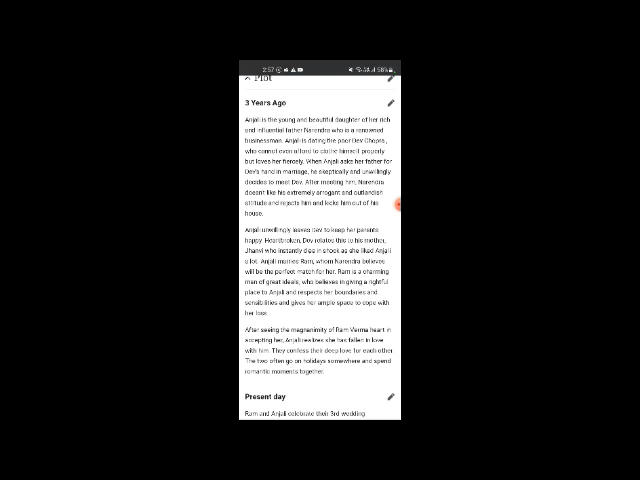 2:57
56%
Plot
3 Years Ago
Anjali is the young and beautiful daughter of her rich
and influential father Narendra who is a renowned
businessman. Anjali is dating the poor Dev Chopra,
who cannot even afford to clothe himself properly
but loves her fiercely. When Anjali asks her father for
Dev's hand in marriage, he skeptically and unwillingly
decides to meet Dev. After meeting him, Narendra
doesnt like his extremely arrogant and outlandish
attitude and rejects him and kicks him out of his
house.
Anjali unwillingly leaves Dev to keep her parents
happy. Heartbroken, Dev relates this to his mother,
Jhanvi who instantly dies in shock as she liked Anjali
a lot. Anjali marries Ram, whom Narendra believes
will be the perfect match for her. Ram is a charming
man of great ideals, who believes in giving a rightful
place to Anjali and respects her boundaries and
sensibilities and gives her ample space to cope with
her loss.
After seeing the magnanimity of Ram Verma heart in
accepting her, Anjali realizes she has fallen in love
with him. They confess their deep love for each other.
The two often go on holidays somewhere and spend
romantic moments together.
Present day
Ram and Anjali celebrate their 3rd wedding